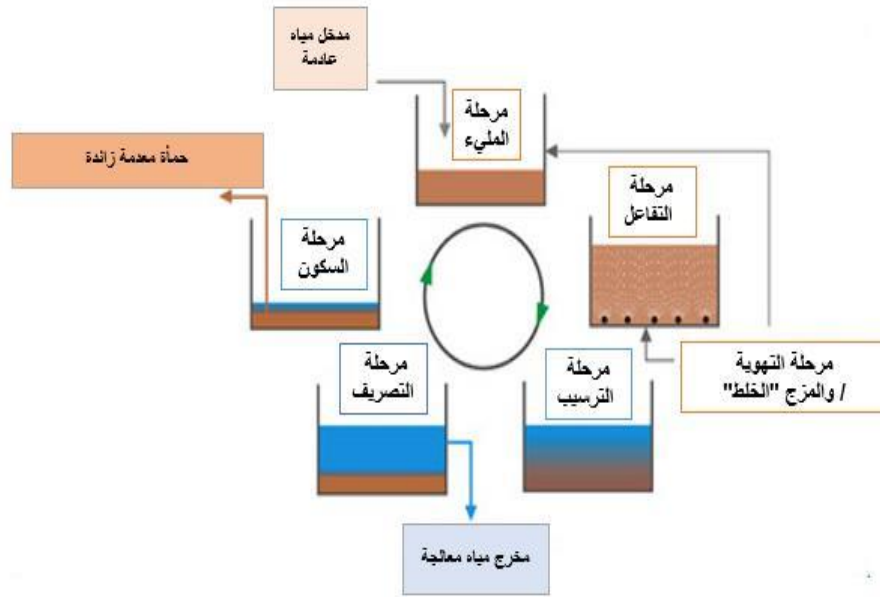 مدخل مياه
عادمة
مرحلة
المليء
حمأة معدمة زائدة
مرحلة
التفاعل
مرحلة
السكون
مرحلة التهوية
/ والمزج "الخلط"
مرحلة
الترسيب
مرحلة
التصريف
مخرج مياه معالجة